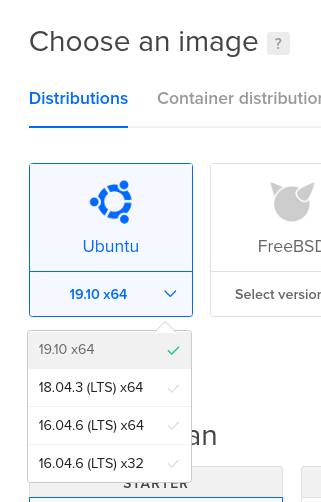 Choose an image ?
Distributions Container distribution
Ubuntu FreeBSD
19.10 x64 Select version
19.10 x64
18.04.3 (LTS) x64
16.04.6 (LTS) x64
16.04.6 (LTS) x32
an
STARTER